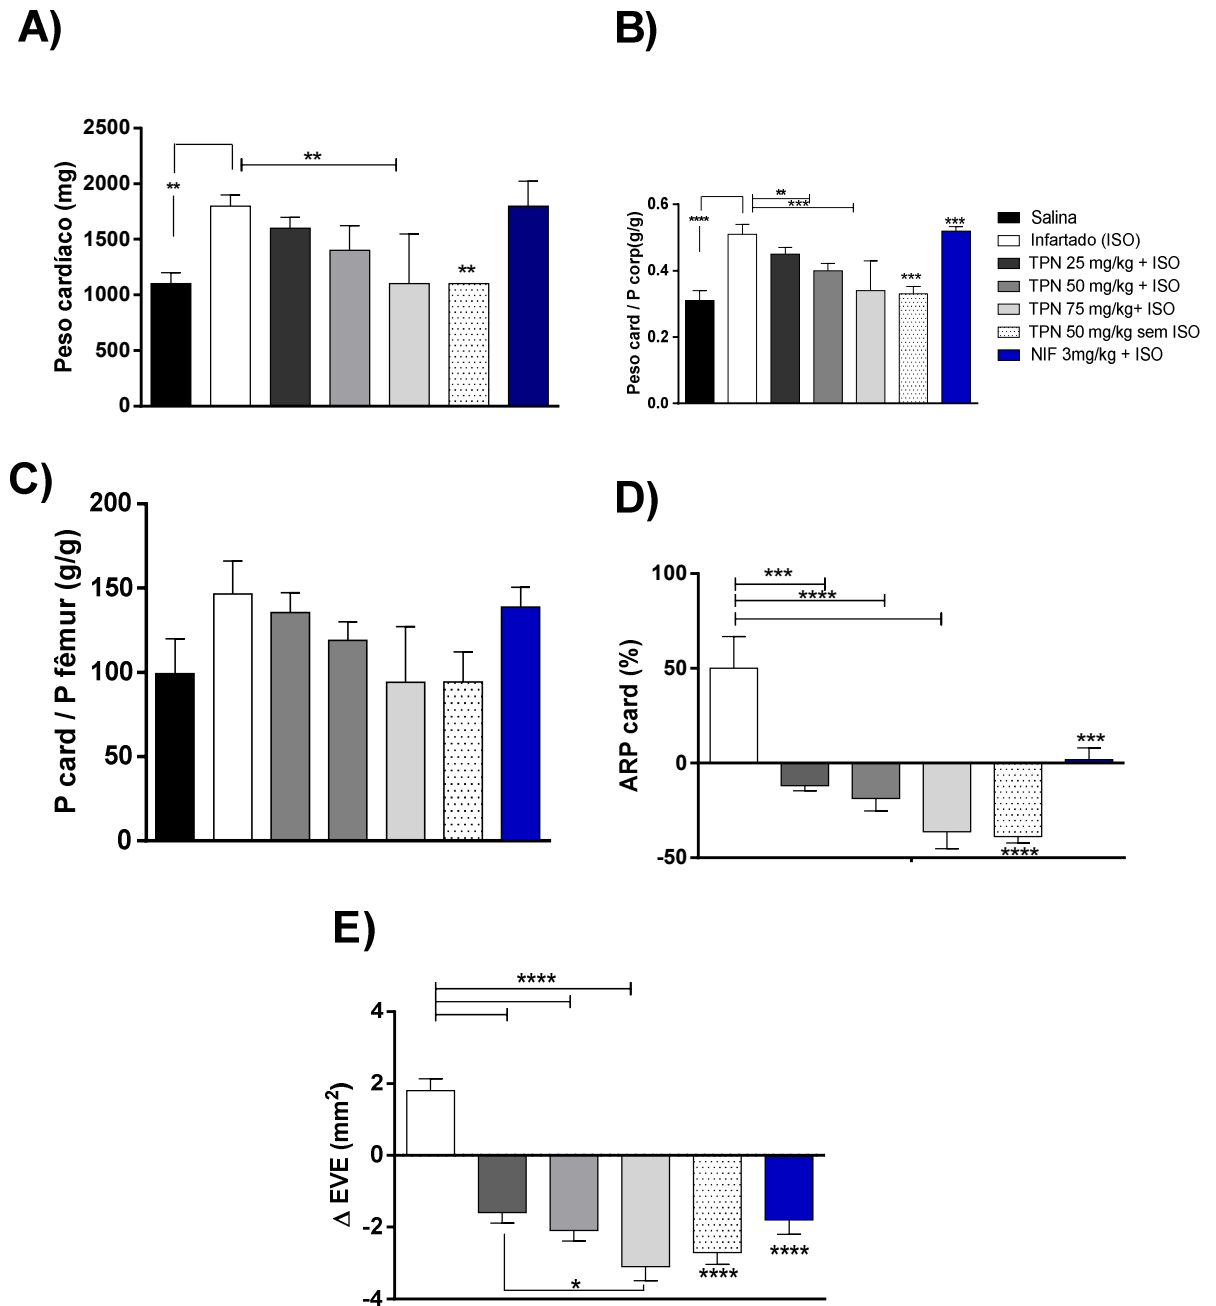 A)
B)
Peso cardíaco (mg)
2500
2000
1500
1000
500
0
**
**
**
Peso card / P corp(g/g)
0.6
0.4
0.2
0.0
****
**
***
***
***
Salina
Infartado (ISO)
TPN 25 mg/kg + ISO
TPN 50 mg/kg + ISO
TPN 75 mg/kg+ ISO
TPN 50 mg/kg sem ISO
NIF 3mg/kg + ISO
C)
D)
P card / P fêmur (g/g)
200
150
100
50
0
ARP card (%)
100
50
0
-50
***
****
****
***
E)
Δ EVE (mm²)
4
2
0
-2
-4
****
*
****
****